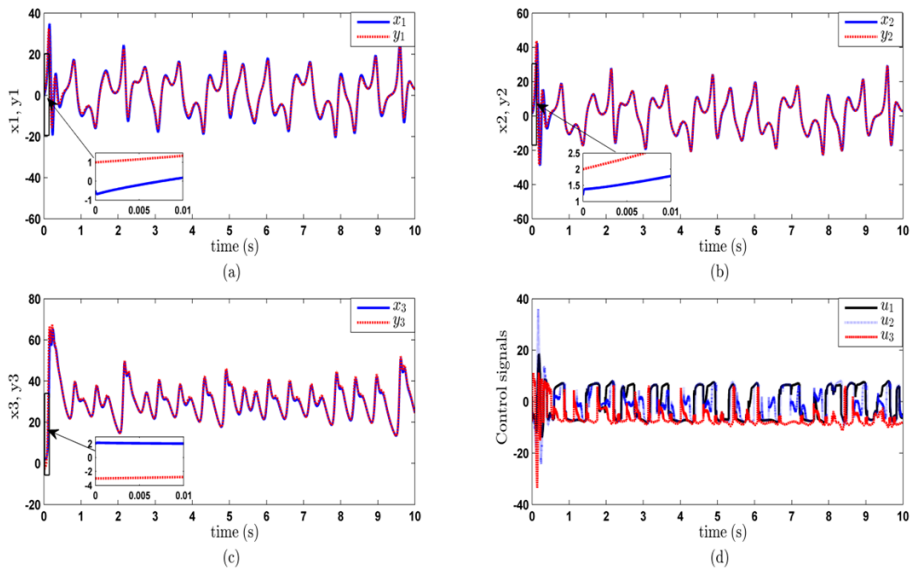 60
40
20
0
-20
-40
-60
x1, y1
x₁
y₁
1
0
-1
0 0.005 0.01
0 1 2 3 4 5 6 7 8 9 10
time (s)
(a)
60
40
20
0
-20
-40
-60
x2, y2
x₂
y₂
2.5
2
1.5
1
0 0.005 0.01
0 1 2 3 4 5 6 7 8 9 10
time (s)
(b)
80
60
40
20
0
-20
x3, y3
x₃
y₃
2
0
-2
-4
0 0.005 0.01
0 1 2 3 4 5 6 7 8 9 10
time (s)
(c)
40
20
0
-20
-40
Control signals
u₁
u₂
u₃
0 1 2 3 4 5 6 7 8 9 10
time (s)
(d)